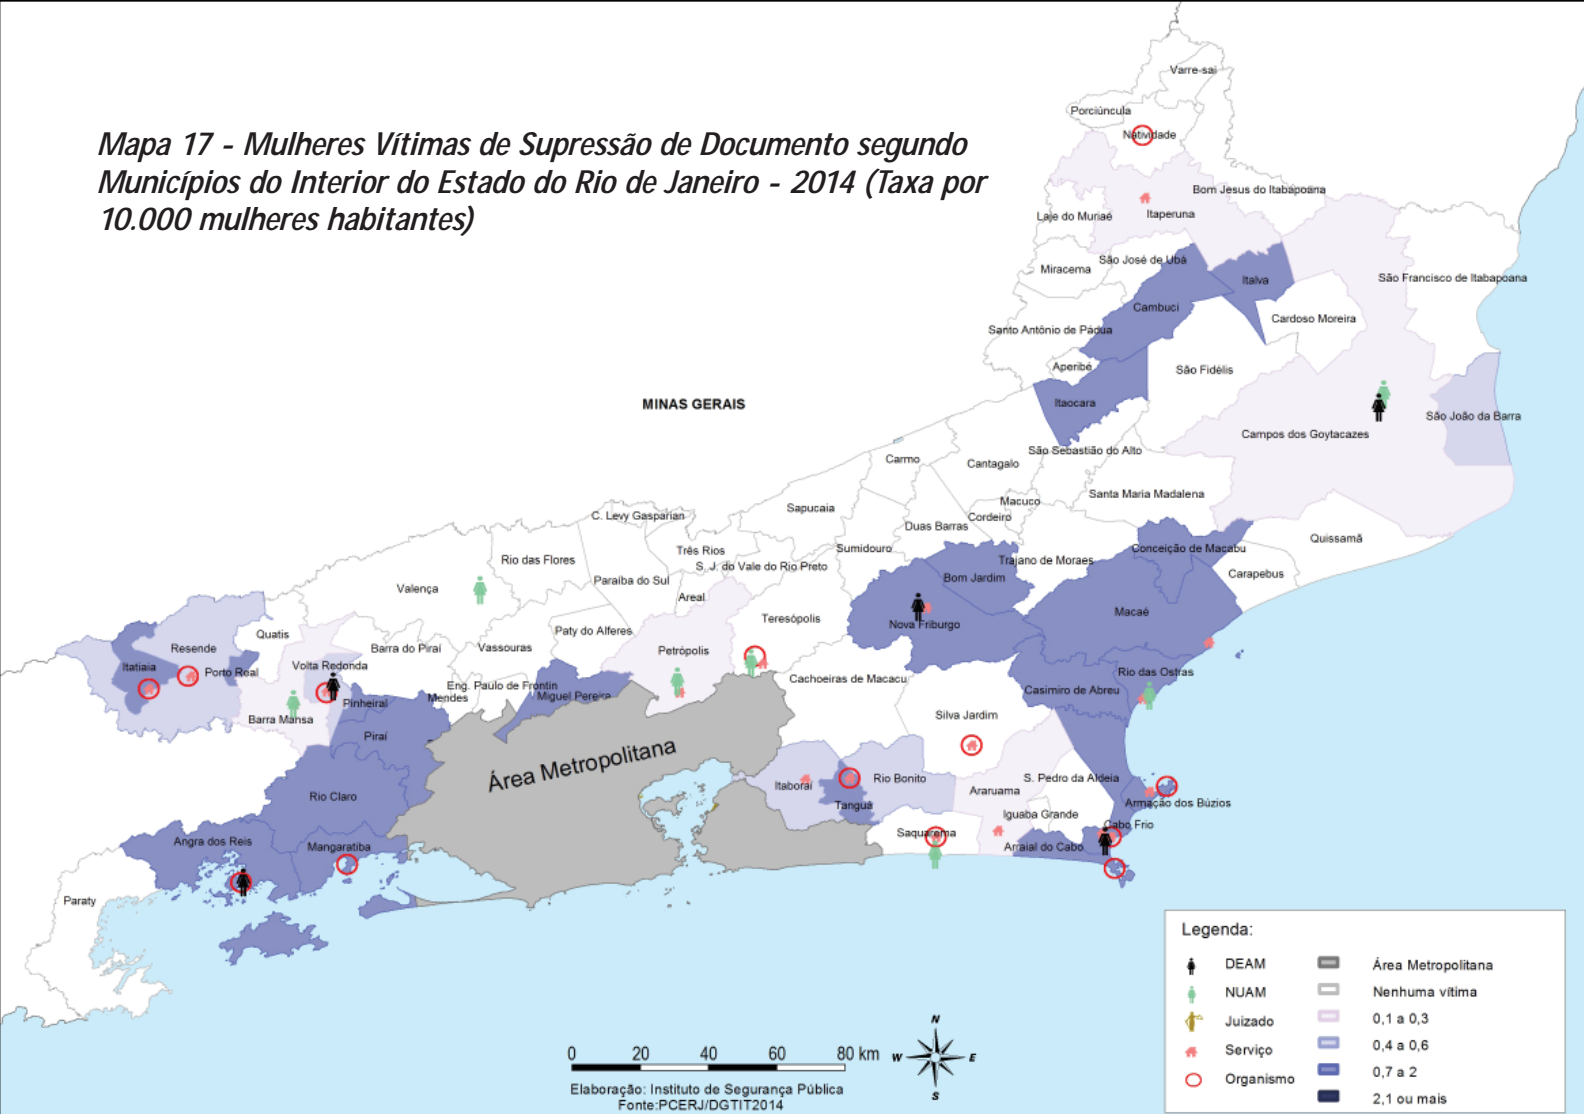 Mapa 17 - Mulheres Vítimas de Supressão de Documento segundo
Municípios do Interior do Estado do Rio de Janeiro - 2014 (Taxa por
10.000 mulheres habitantes)
Varre-sai
Porciúncula
Natividade
Bom Jesus do Itabapoana
Laje do Muriaé
Itaperuna
São José de Ubá
Miracema
Italva
São Francisco de Itabapoana
Cambuci
Cardoso Moreira
Santo Antônio de Pádua
Aperibé
São Fidélis
MINAS GERAIS
Itaocara
São João da Barra
Campos dos Goytacazes
São Sebastião do Alto
Carmo
Cantagalo
Santa Maria Madalena
Macuco
Sapucaia
Cordeiro
C. Levy Gasparian
Duas Barras
Quissamã
Três Rios
Sumidouro
Conceição de Macabu
Rio das Flores
S. J. do Vale do Rio Preto
Trajano de Moraes
Carapebus
Paraíba do Sul
Bom Jardim
Valença
Areal
Macaé
Teresópolis
Nova Friburgo
Paty do Alferes
Quatis
Resende
Barra do Piraí
Vassouras
Petrópolis
Itatiaia
Porto Real
Volta Redonda
Rio das Ostras
Cachoeiras de Macacu
Eng. Paulo de Frontin
Casimiro de Abreu
Mendes
Miguel Pereira
Pinheiral
Silva Jardim
Barra Mansa
Piraí
Área Metropolitana
Rio Bonito
S. Pedro da Aldeia
Itaboraí
Araruama
Rio Claro
Tanguá
Armação dos Búzios
Iguaba Grande
Cabo Frio
Saquarema
Angra dos Reis
Mangaratiba
Arraial do Cabo
Paraty
Legenda:
DEAM
Área Metropolitana
NUAM
Nenhuma vítima
Juizado
0,1 a 0,3
Serviço
0,4 a 0,6
Organismo
0,7 a 2
2,1 ou mais
N
W
E
S
0 20 40 60 80 km
Elaboração: Instituto de Segurança Pública
Fonte:PCERJ/DGTIT2014